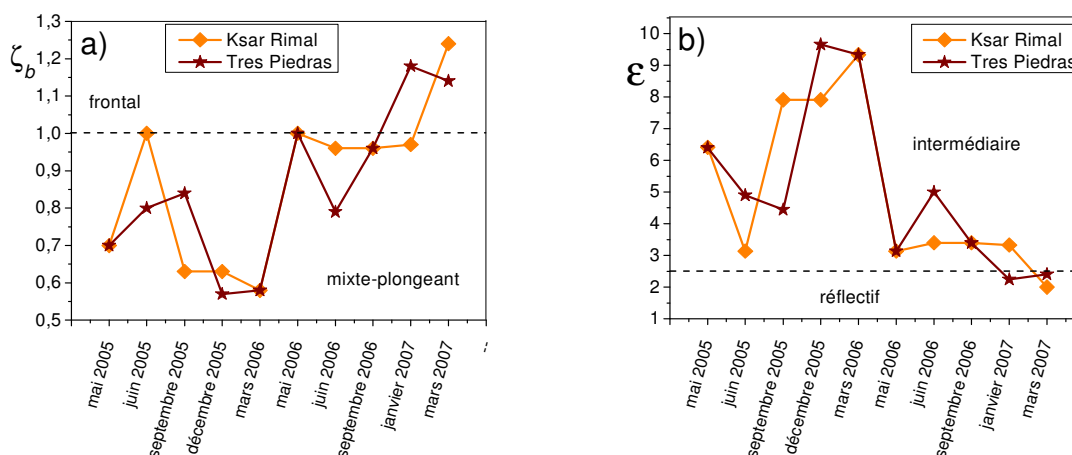 a)
ζb
1,3
1,2
1,1
1,0
0,9
0,8
0,7
0,6
0,5
Ksar Rimal
Tres Piedras
frontal
mixte-plongeant
mai 2005
juin 2005
septembre 2005
décembre 2005
mars 2006
mai 2006
juin 2006
septembre 2006
janvier 2007
mars 2007
b)
ε
10
9
8
7
6
5
4
3
2
1
Ksar Rimal
Tres Piedras
intermédiaire
réflectif
mai 2005
juin 2005
septembre 2005
décembre 2005
mars 2006
mai 2006
juin 2006
septembre 2006
janvier 2007
mars 2007